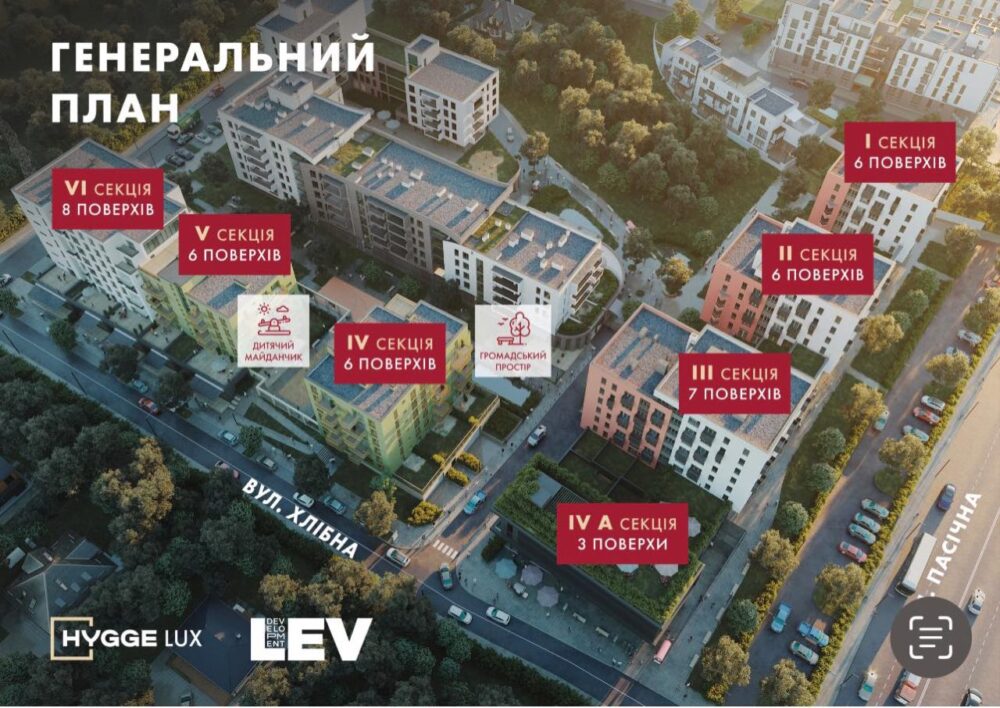 ГЕНЕРАЛЬНИЙ
ПЛАН
I СЕКЦІЯ
6 ПОВЕРХІВ
VI СЕКЦІЯ
8 ПОВЕРХІВ
V СЕКЦІЯ
6 ПОВЕРХІВ
II СЕКЦІЯ
6 ПОВЕРХІВ
ДИТЯЧИЙ
МАЙДАНЧИК
IV СЕКЦІЯ
6 ПОВЕРХІВ
ГРОМАДСЬКИЙ
ПРОСТІР
III СЕКЦІЯ
7 ПОВЕРХІВ
ВУЛ. ХЛІБНА
IV А СЕКЦІЯ
3 ПОВЕРХИ
ПАСІЧНА
HYGGE LUX
DEVELOPMENT
LEV